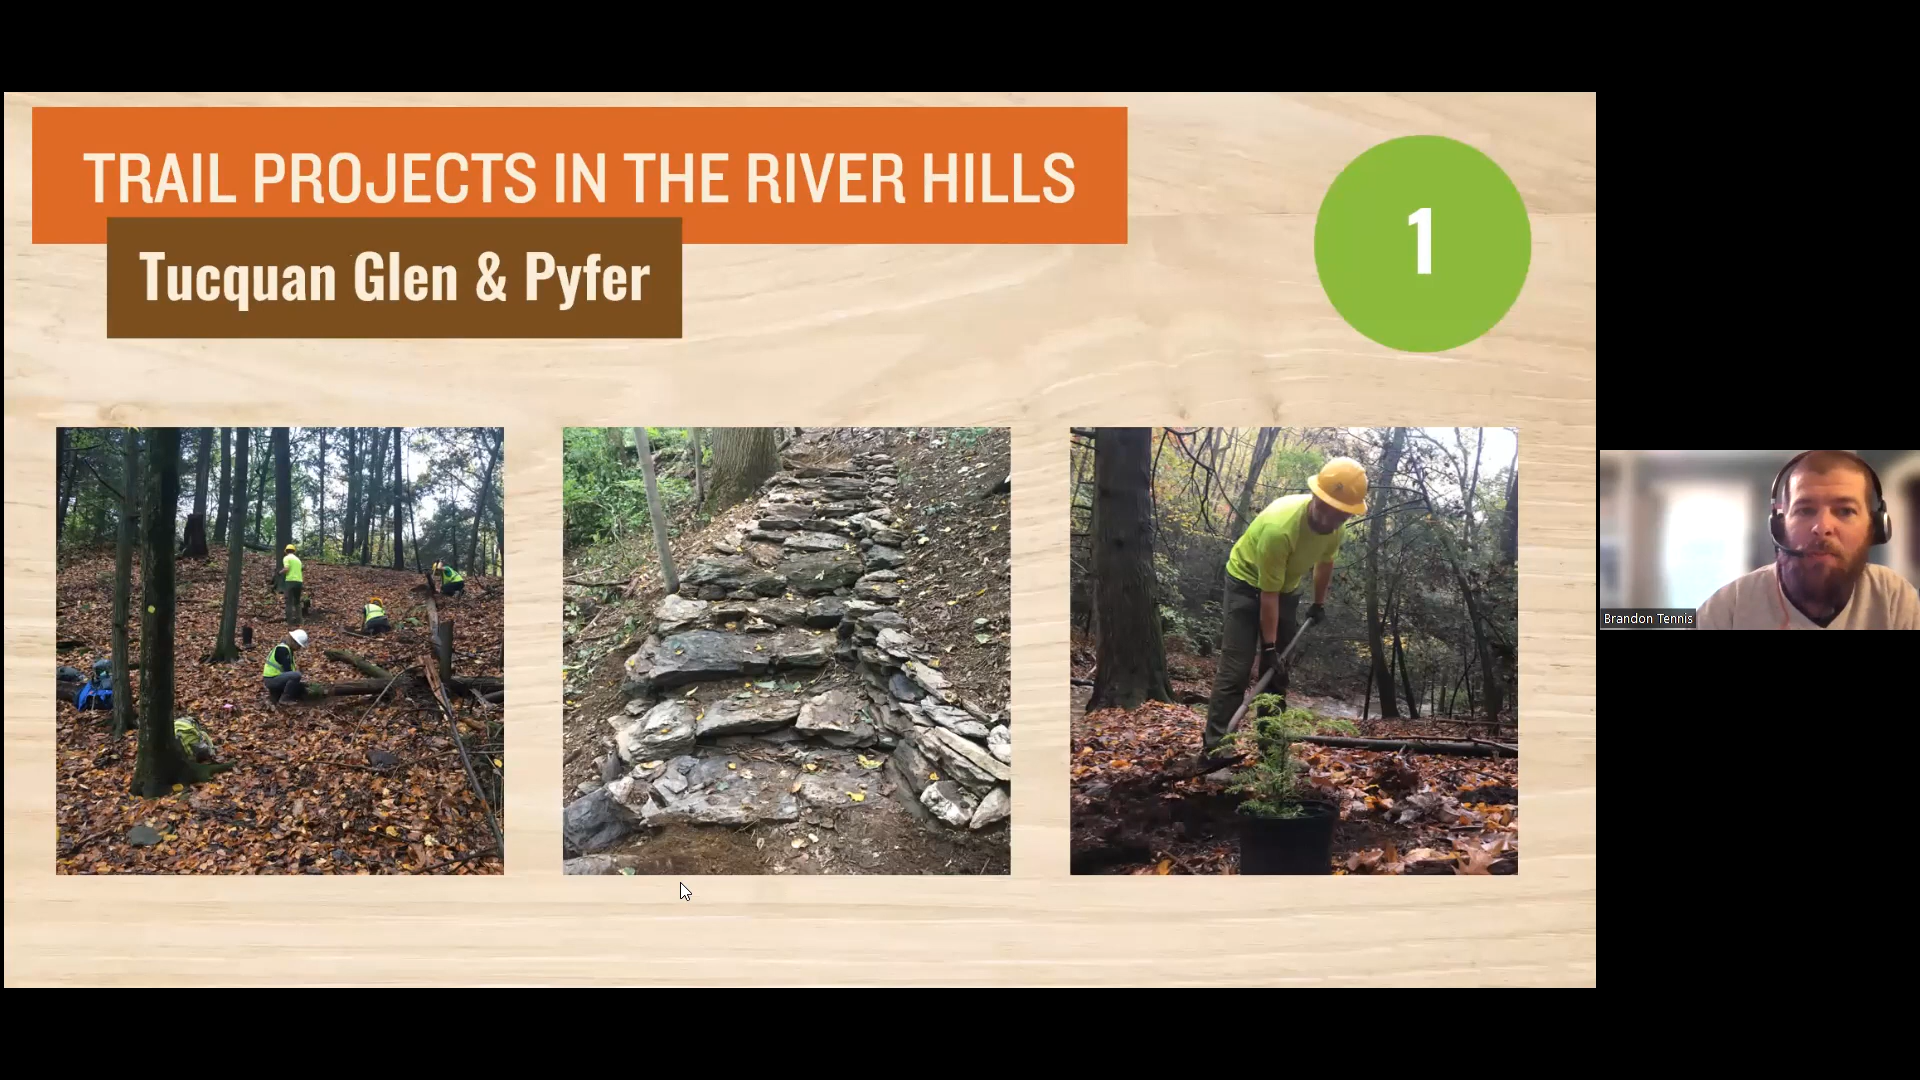 TRAIL PROJECTS IN THE RIVER HILLS
Tucquan Glen & Pyfer
1
Brandon Tennis